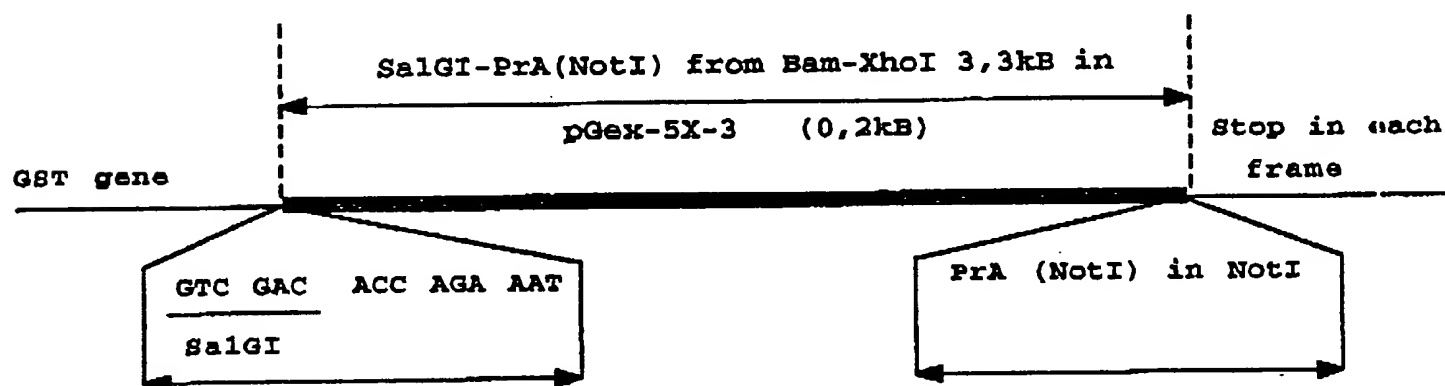 SalGI-PrA(NotI) from Bam-XhoI 3,3kB in
pGex-5X-3 (0,2kB)
Stop in each
frame
GST gene
GTC GAC ACC AGA AAT
SalGI
PrA (NotI) in NotI